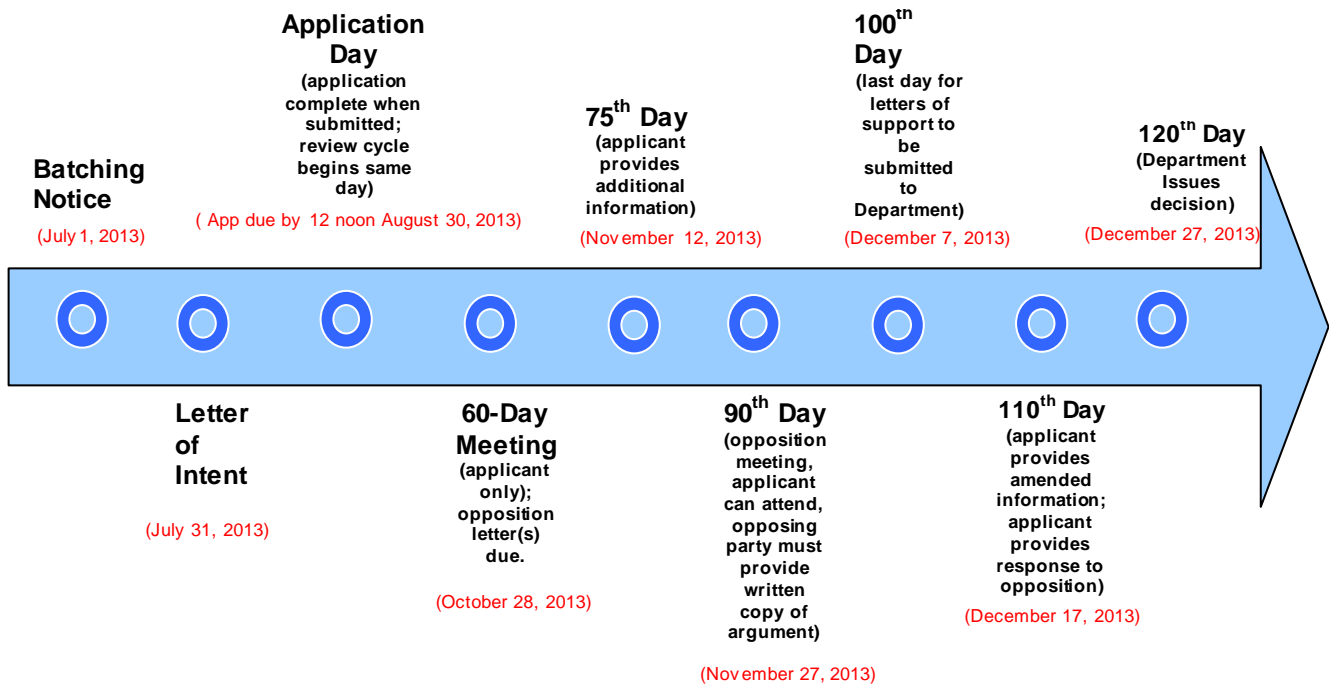 Batching
Notice
(July 1, 2013)
Letter
of
Intent
(July 31, 2013)
Application
Day
(application
complete when
submitted;
review cycle
begins same
day)
( App due by 12 noon August 30, 2013)
60-Day
Meeting
(applicant
only);
opposition
letter(s)
due.
(October 28, 2013)
75th Day
(applicant
provides
additional
information)
(November 12, 2013)
90th Day
(opposition
meeting,
applicant
can attend,
opposing
party must
provide
written
copy of
argument)
(November 27, 2013)
100th
Day
(last day for
letters of
support to
be
submitted
to
Department)
(December 7, 2013)
110th Day
(applicant
provides
amended
information;
applicant
provides
response to
opposition)
(December 17, 2013)
120th Day
(Department
Issues
decision)
(December 27, 2013)